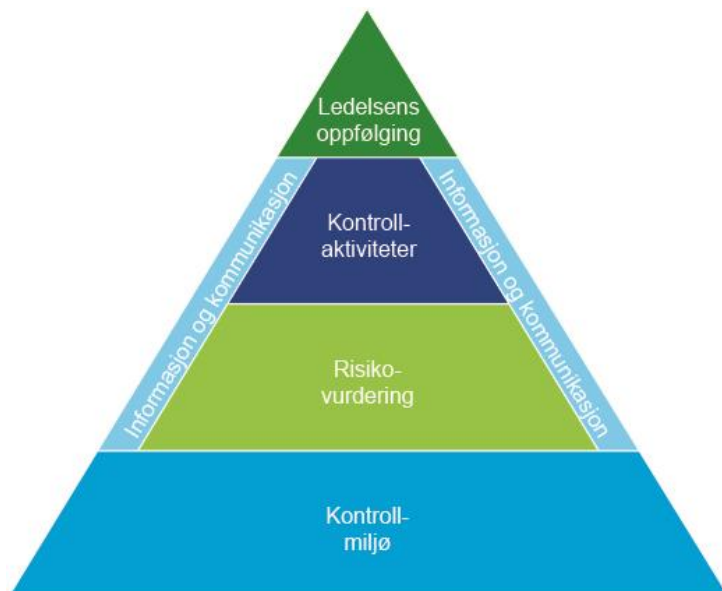 Ledelsens
oppfølging
Informasjon og kommunikasjon
Informasjon og kommunikasjon
Kontroll-
aktiviteter
Risiko-
vurdering
Kontroll-
miljø